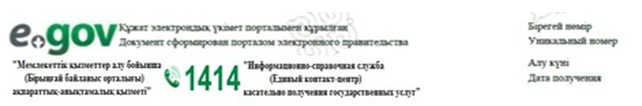 e.gov
Құжат электрондық үкімет порталымен құрылған
Документ сформирован порталом электронного правительства
Бірегей нөмір
Уникальный номер
"Мемлекеттік қызметтер алу бойынша
(Бірыңғай байланыс орталығы)
ақпараттық-анықтамалық қызметі"
1414
"Информационно-справочная служба
(Единый контакт-центр)
касательно получения государственных услуг"
Алу күні
Дата получения